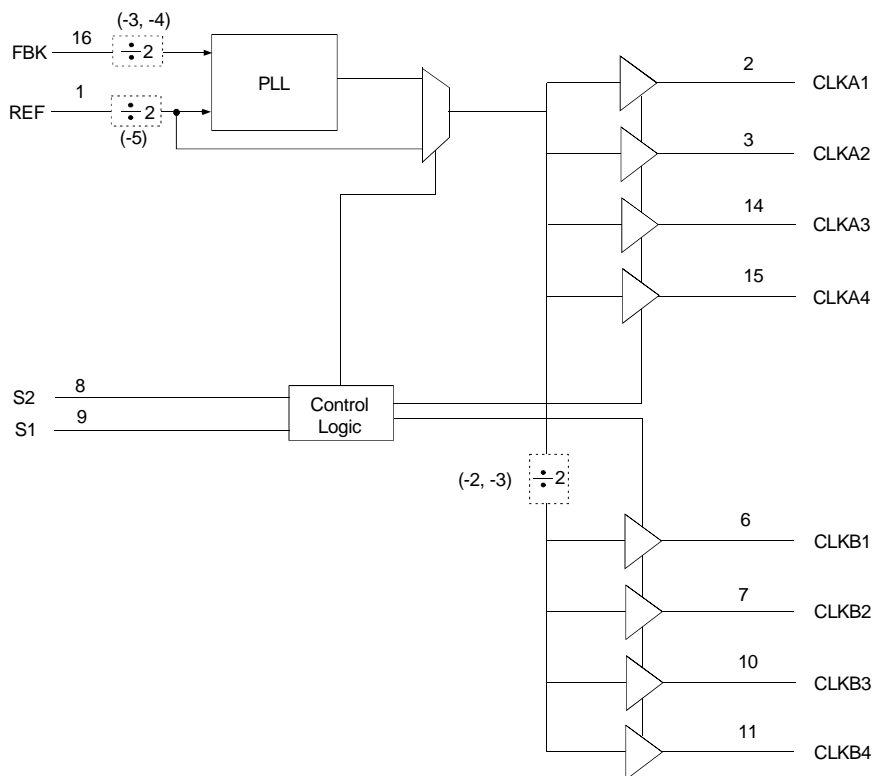 (-3, -4)
FBK 16 ÷2
PLL
REF 1 ÷2
(-5)
2 CLKA1
3 CLKA2
14 CLKA3
15 CLKA4
S2 8
S1 9
Control
Logic
(-2, -3) ÷2
6 CLKB1
7 CLKB2
10 CLKB3
11 CLKB4